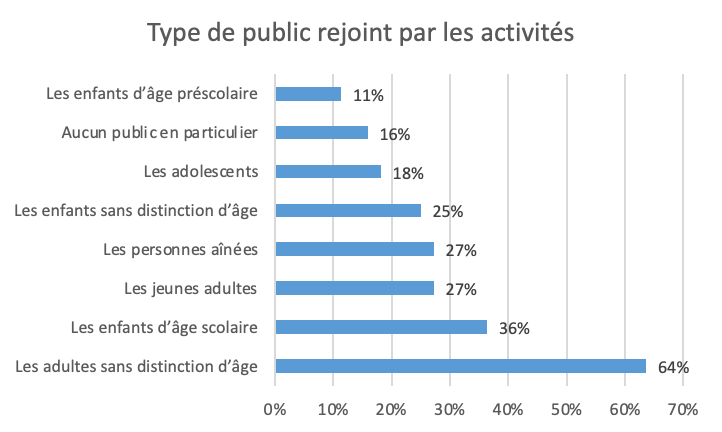 Type de public rejoint par les activités
Les enfants d’âge préscolaire 11%
Aucun public en particulier 16%
Les adolescents 18%
Les enfants sans distinction d’âge 25%
Les personnes aînées 27%
Les jeunes adultes 27%
Les enfants d’âge scolaire 36%
Les adultes sans distinction d’âge 64%
0% 10% 20% 30% 40% 50% 60% 70%